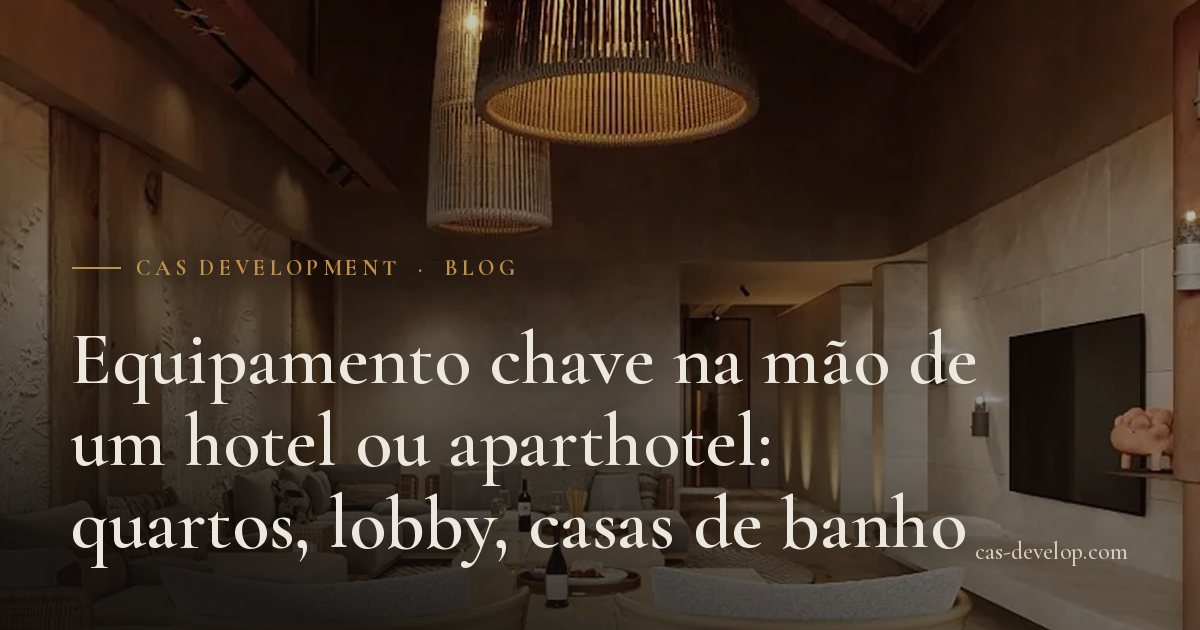 CAS DEVELOPMENT · BLOG
Equipamento chave na mão de
um hotel ou aparthotel:
quartos, lobby, casas de banho
cas-develop.com